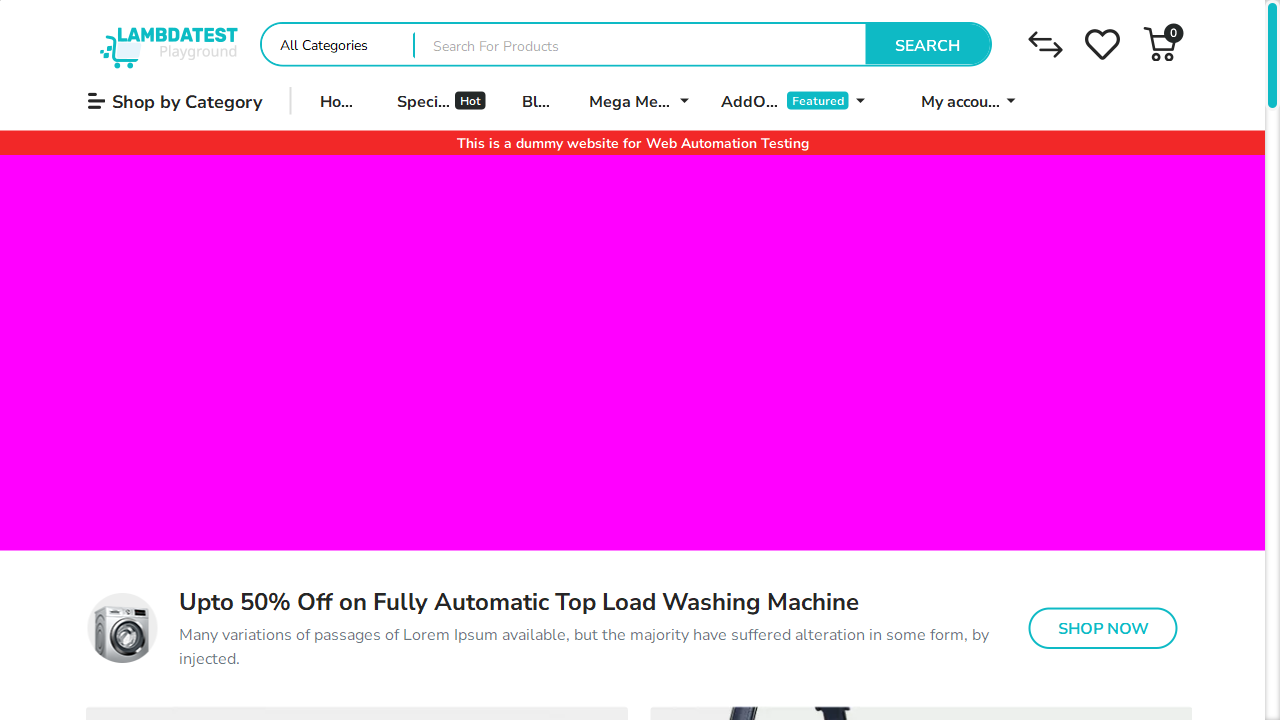 LAMBDATEST
Playground
All Categories
Search For Products
SEARCH
0
Shop by Category
Ho...
Speci... Hot
Bl...
Mega Me...
AddO... Featured
My accou...
This is a dummy website for Web Automation Testing
Upto 50% Off on Fully Automatic Top Load Washing Machine
Many variations of passages of Lorem Ipsum available, but the majority have suffered alteration in some form, by
injected.
SHOP NOW